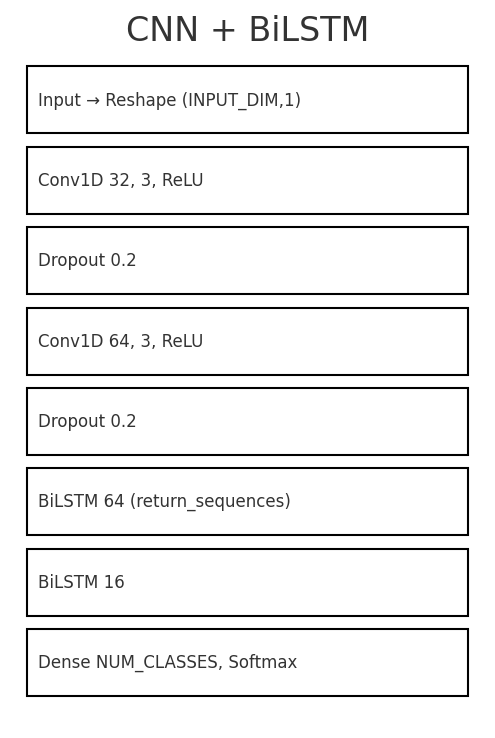 CNN + BiLSTM
Input → Reshape (INPUT_DIM,1)
Conv1D 32, 3, ReLU
Dropout 0.2
Conv1D 64, 3, ReLU
Dropout 0.2
BiLSTM 64 (return_sequences)
BiLSTM 16
Dense NUM_CLASSES, Softmax